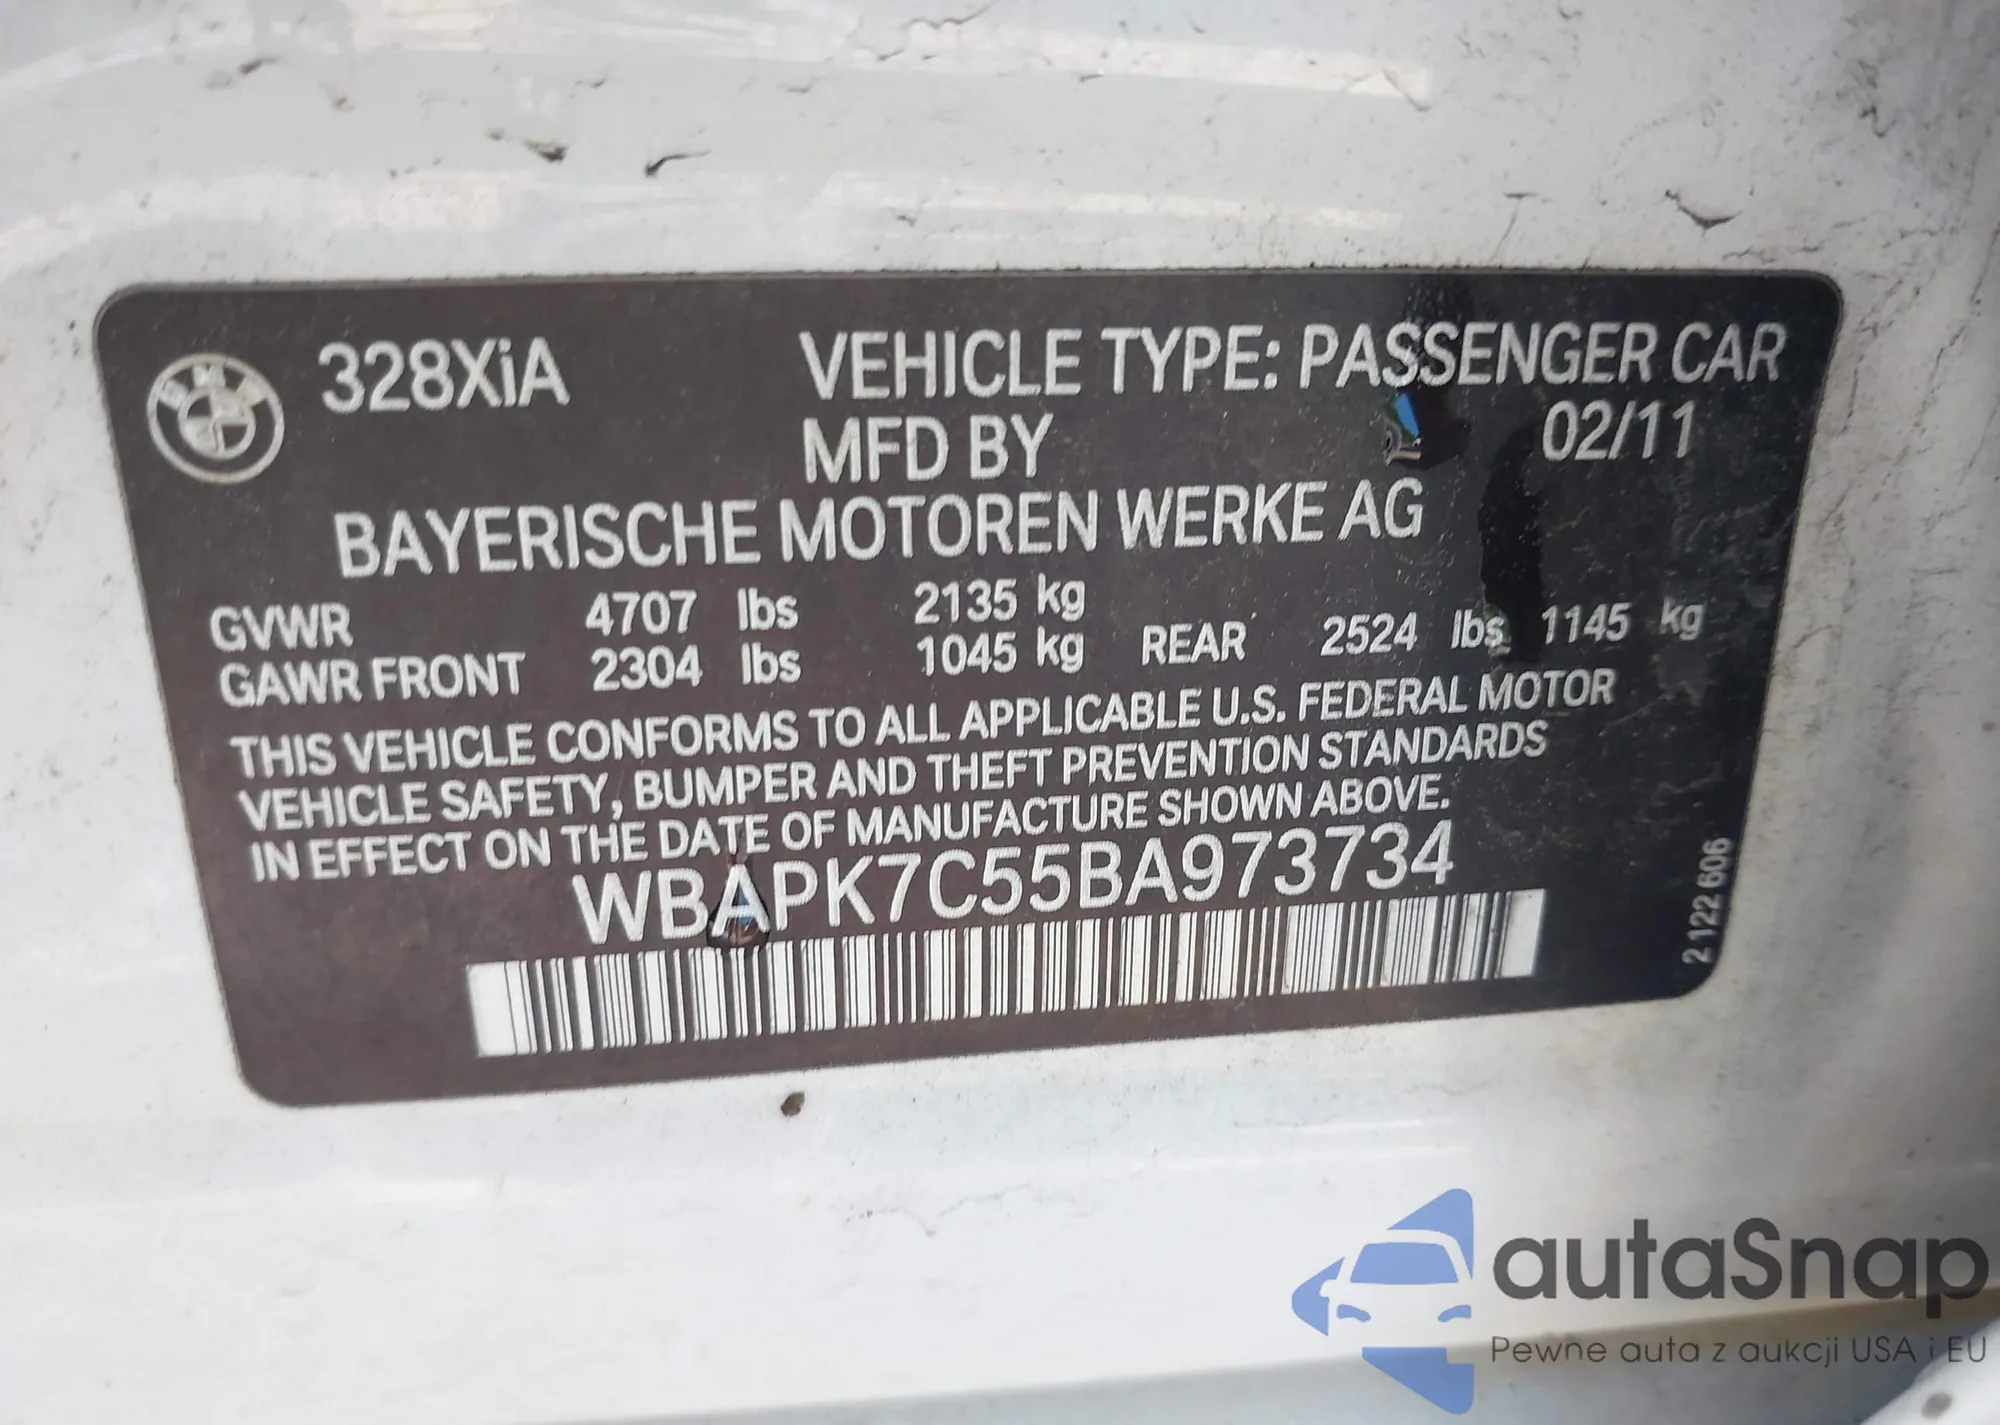 BMW
328XiA
VEHICLE TYPE: PASSENGER CAR
MFD BY 02/11
BAYERISCHE MOTOREN WERKE AG
GVWR 4707 lbs 2135 kg
GAWR FRONT 2304 lbs 1045 kg REAR 2524 lbs 1145 kg
THIS VEHICLE CONFORMS TO ALL APPLICABLE U.S. FEDERAL MOTOR
VEHICLE SAFETY, BUMPER AND THEFT PREVENTION STANDARDS
IN EFFECT ON THE DATE OF MANUFACTURE SHOWN ABOVE.
WBAPK7C55BA973734
2 122 606
autaSnap
Pewne auta z aukcji USA i EU